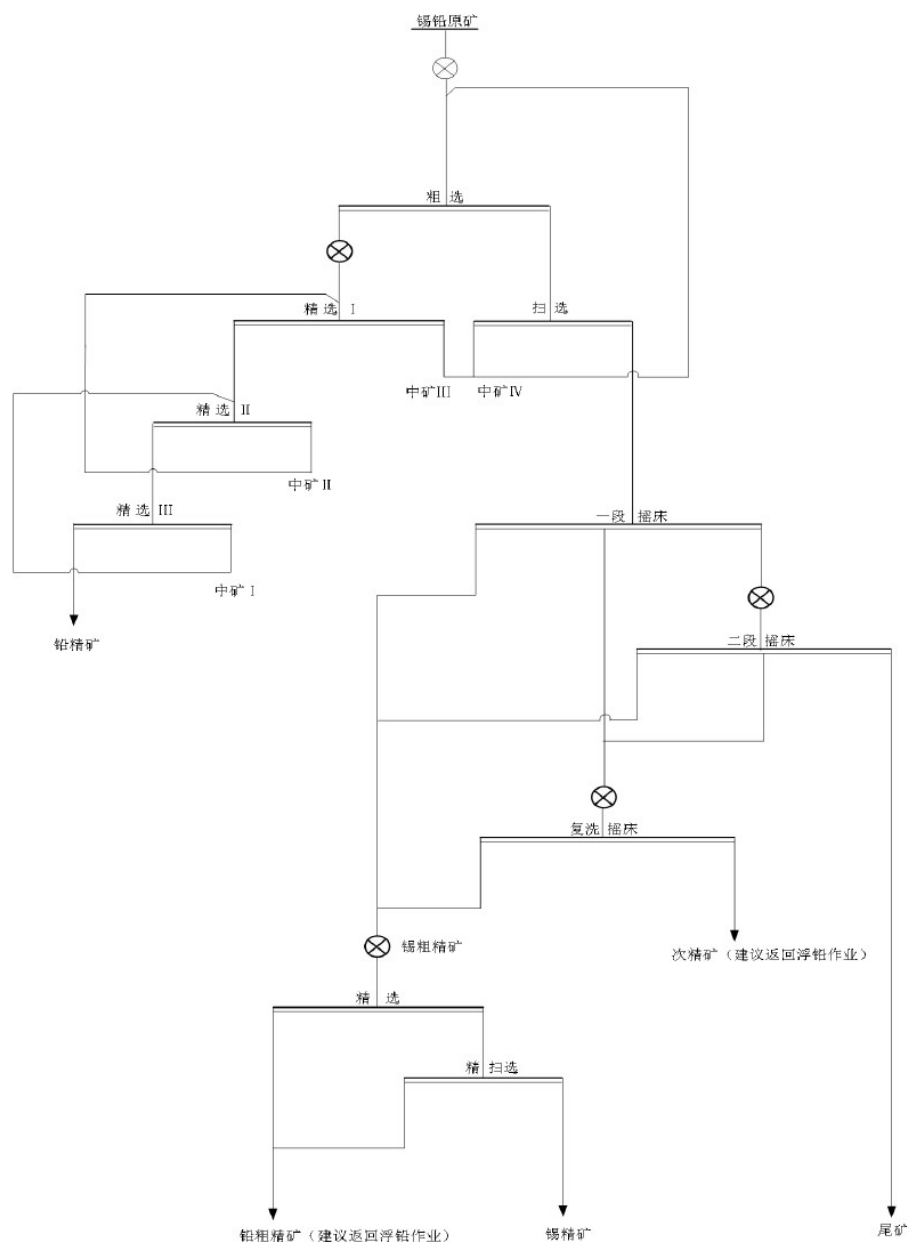 锡铅原矿
粗 选
精 选 I
扫 选
中矿III
中矿IV
精 选 II
中矿II
精 选 III
一段 摇床
中矿 I
铅精矿
二段 摇床
复洗 摇床
锡粗精矿
次精矿（建议返回浮铅作业）
精 选
精 扫选
铅粗精矿（建议返回浮铅作业）
锡精矿
尾矿